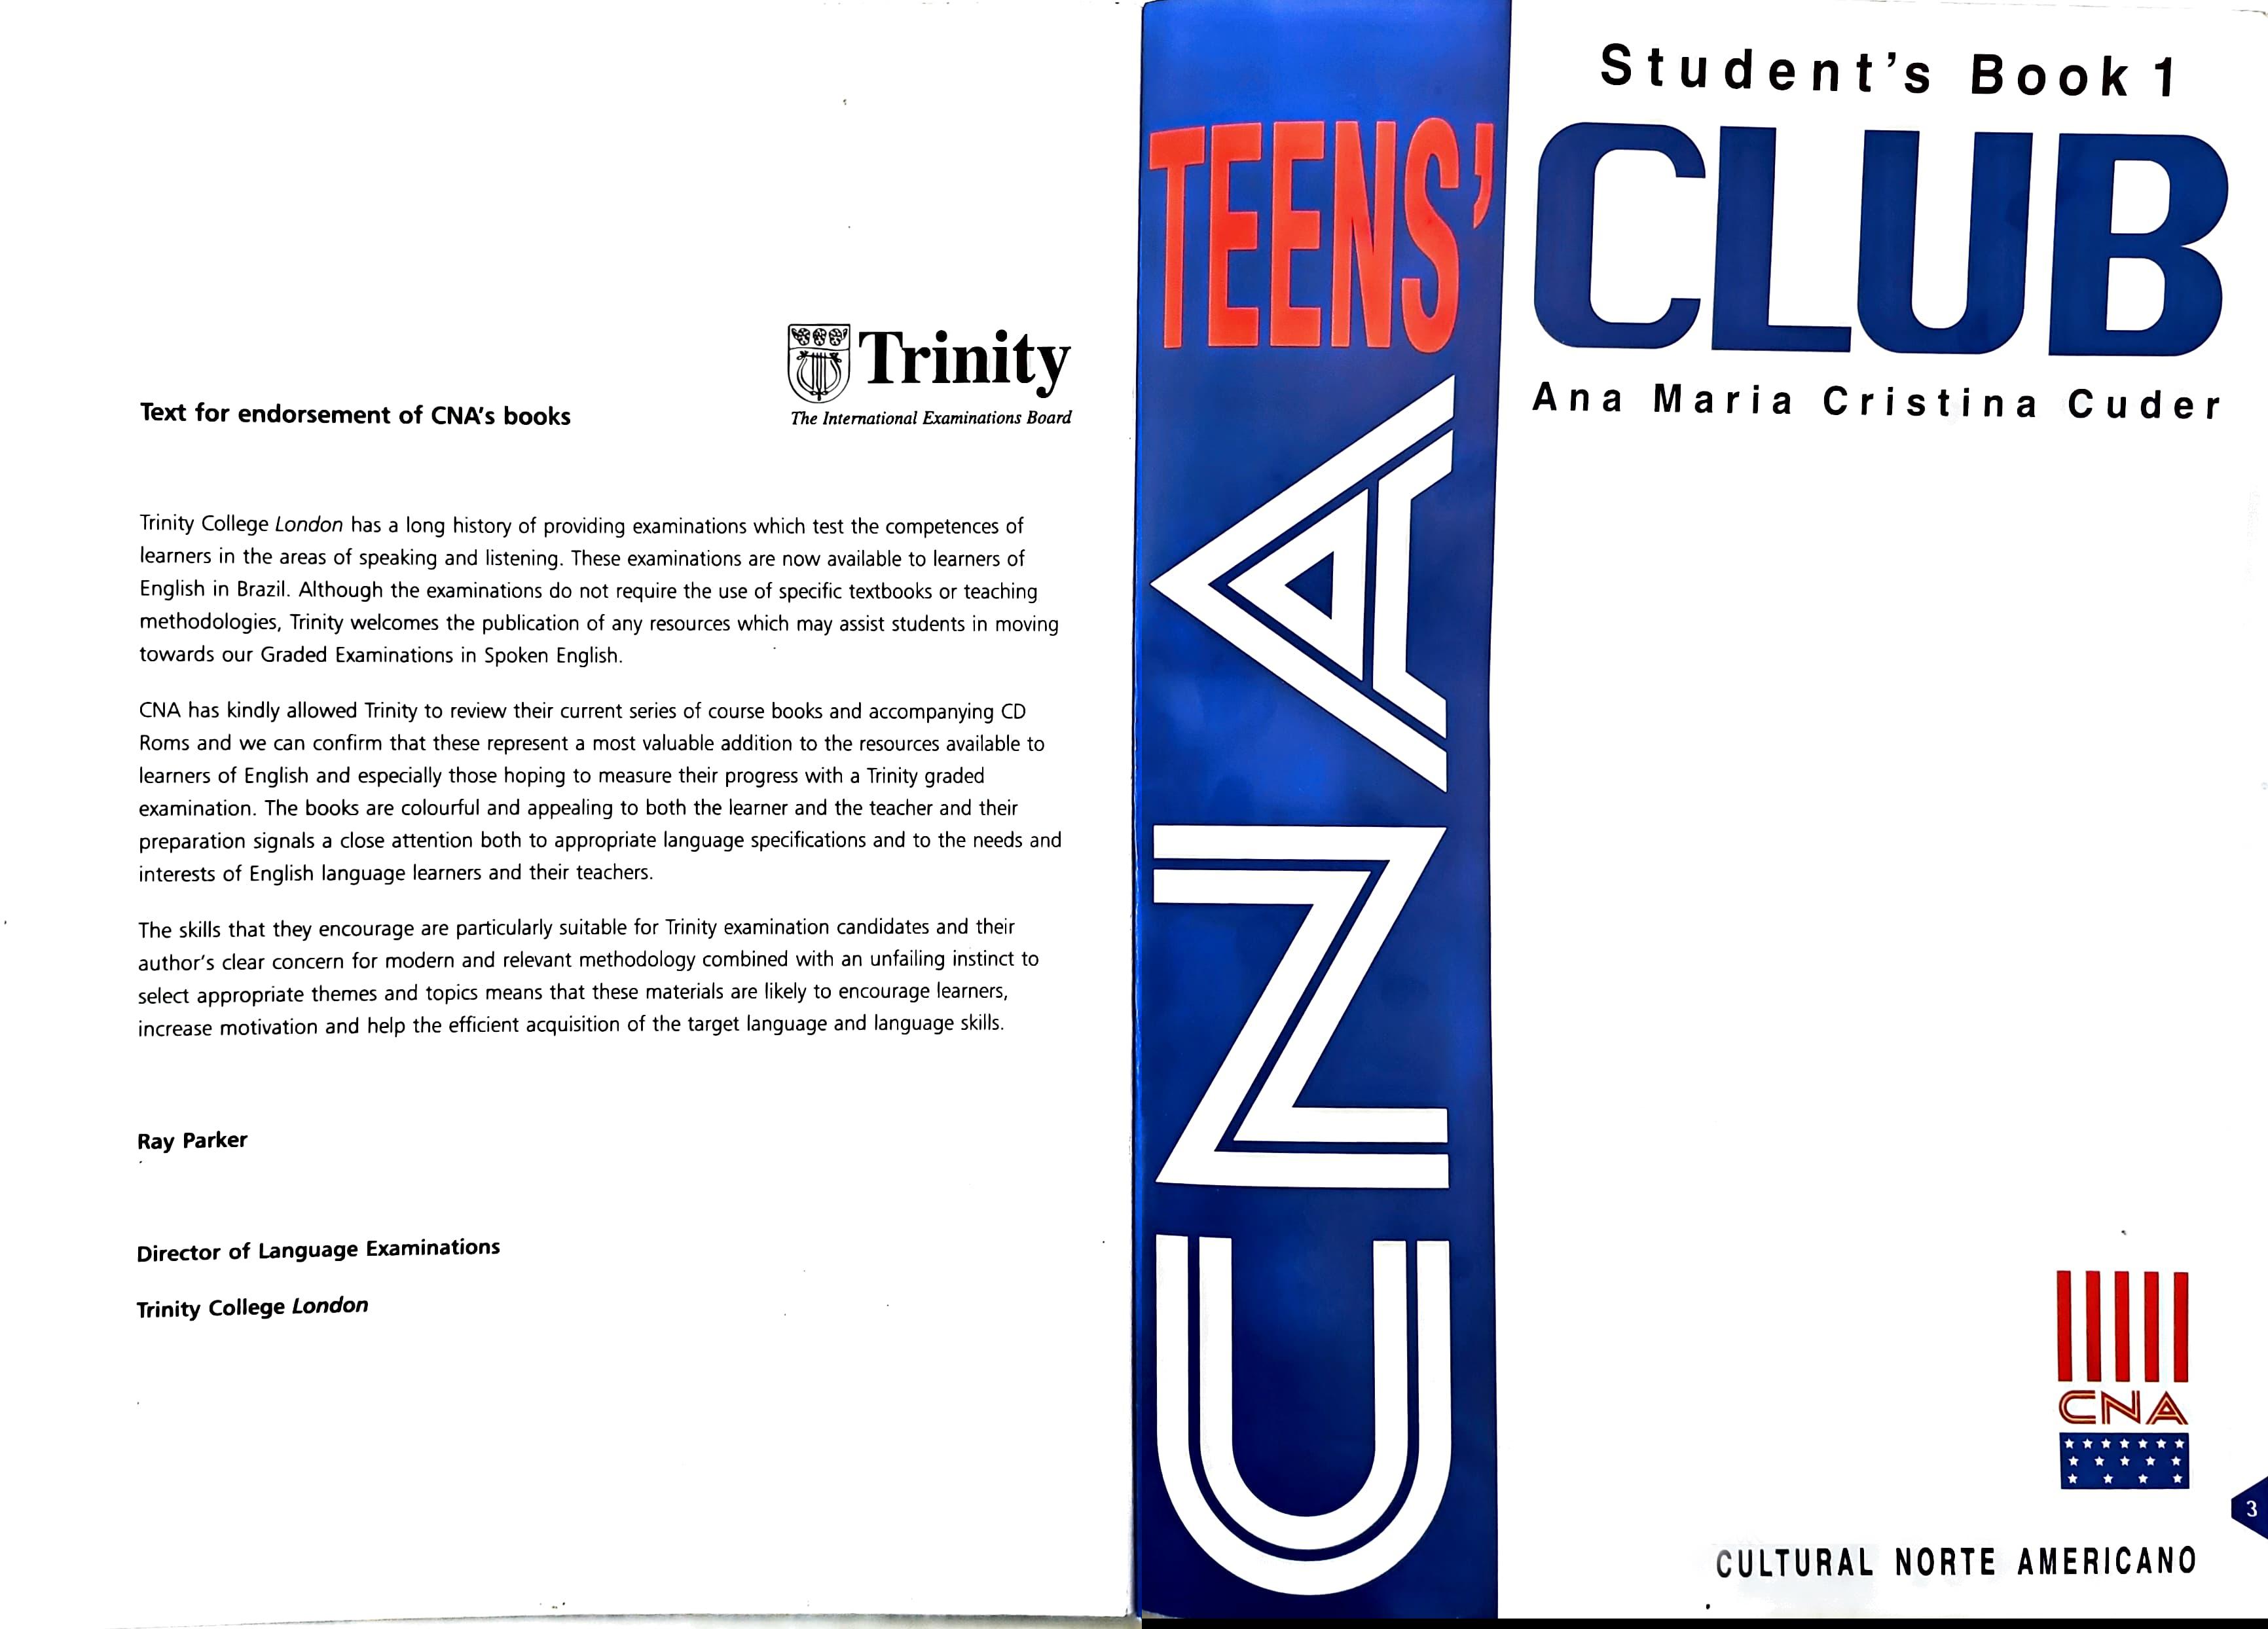 Trinity
The International Examinations Board
Text for endorsement of CNA's books
Trinity College London has a long history of providing examinations which test the competences of
learners in the areas of speaking and listening. These examinations are now available to learners of
English in Brazil. Although the examinations do not require the use of specific textbooks or teaching
methodologies, Trinity welcomes the publication of any resources which may assist students in moving
towards our Graded Examinations in Spoken English.
CNA has kindly allowed Trinity to review their current series of course books and accompanying CD
Roms and we can confirm that these represent a most valuable addition to the resources available to
learners of English and especially those hoping to measure their progress with a Trinity graded
examination. The books are colourful and appealing to both the learner and the teacher and their
preparation signals a close attention both to appropriate language specifications and to the needs and
interests of English language learners and their teachers.
The skills that they encourage are particularly suitable for Trinity examination candidates and their
author's clear concern for modern and relevant methodology combined with an unfailing instinct to
select appropriate themes and topics means that these materials are likely to encourage learners,
increase motivation and help the efficient acquisition of the target language and language skills.
Ray Parker
Director of Language Examinations
Trinity College London
Student's Book 1
TEENS' CLUB
Ana Maria Cristina Cuder
CNA
CNA
3
CULTURAL NORTE AMERICANO